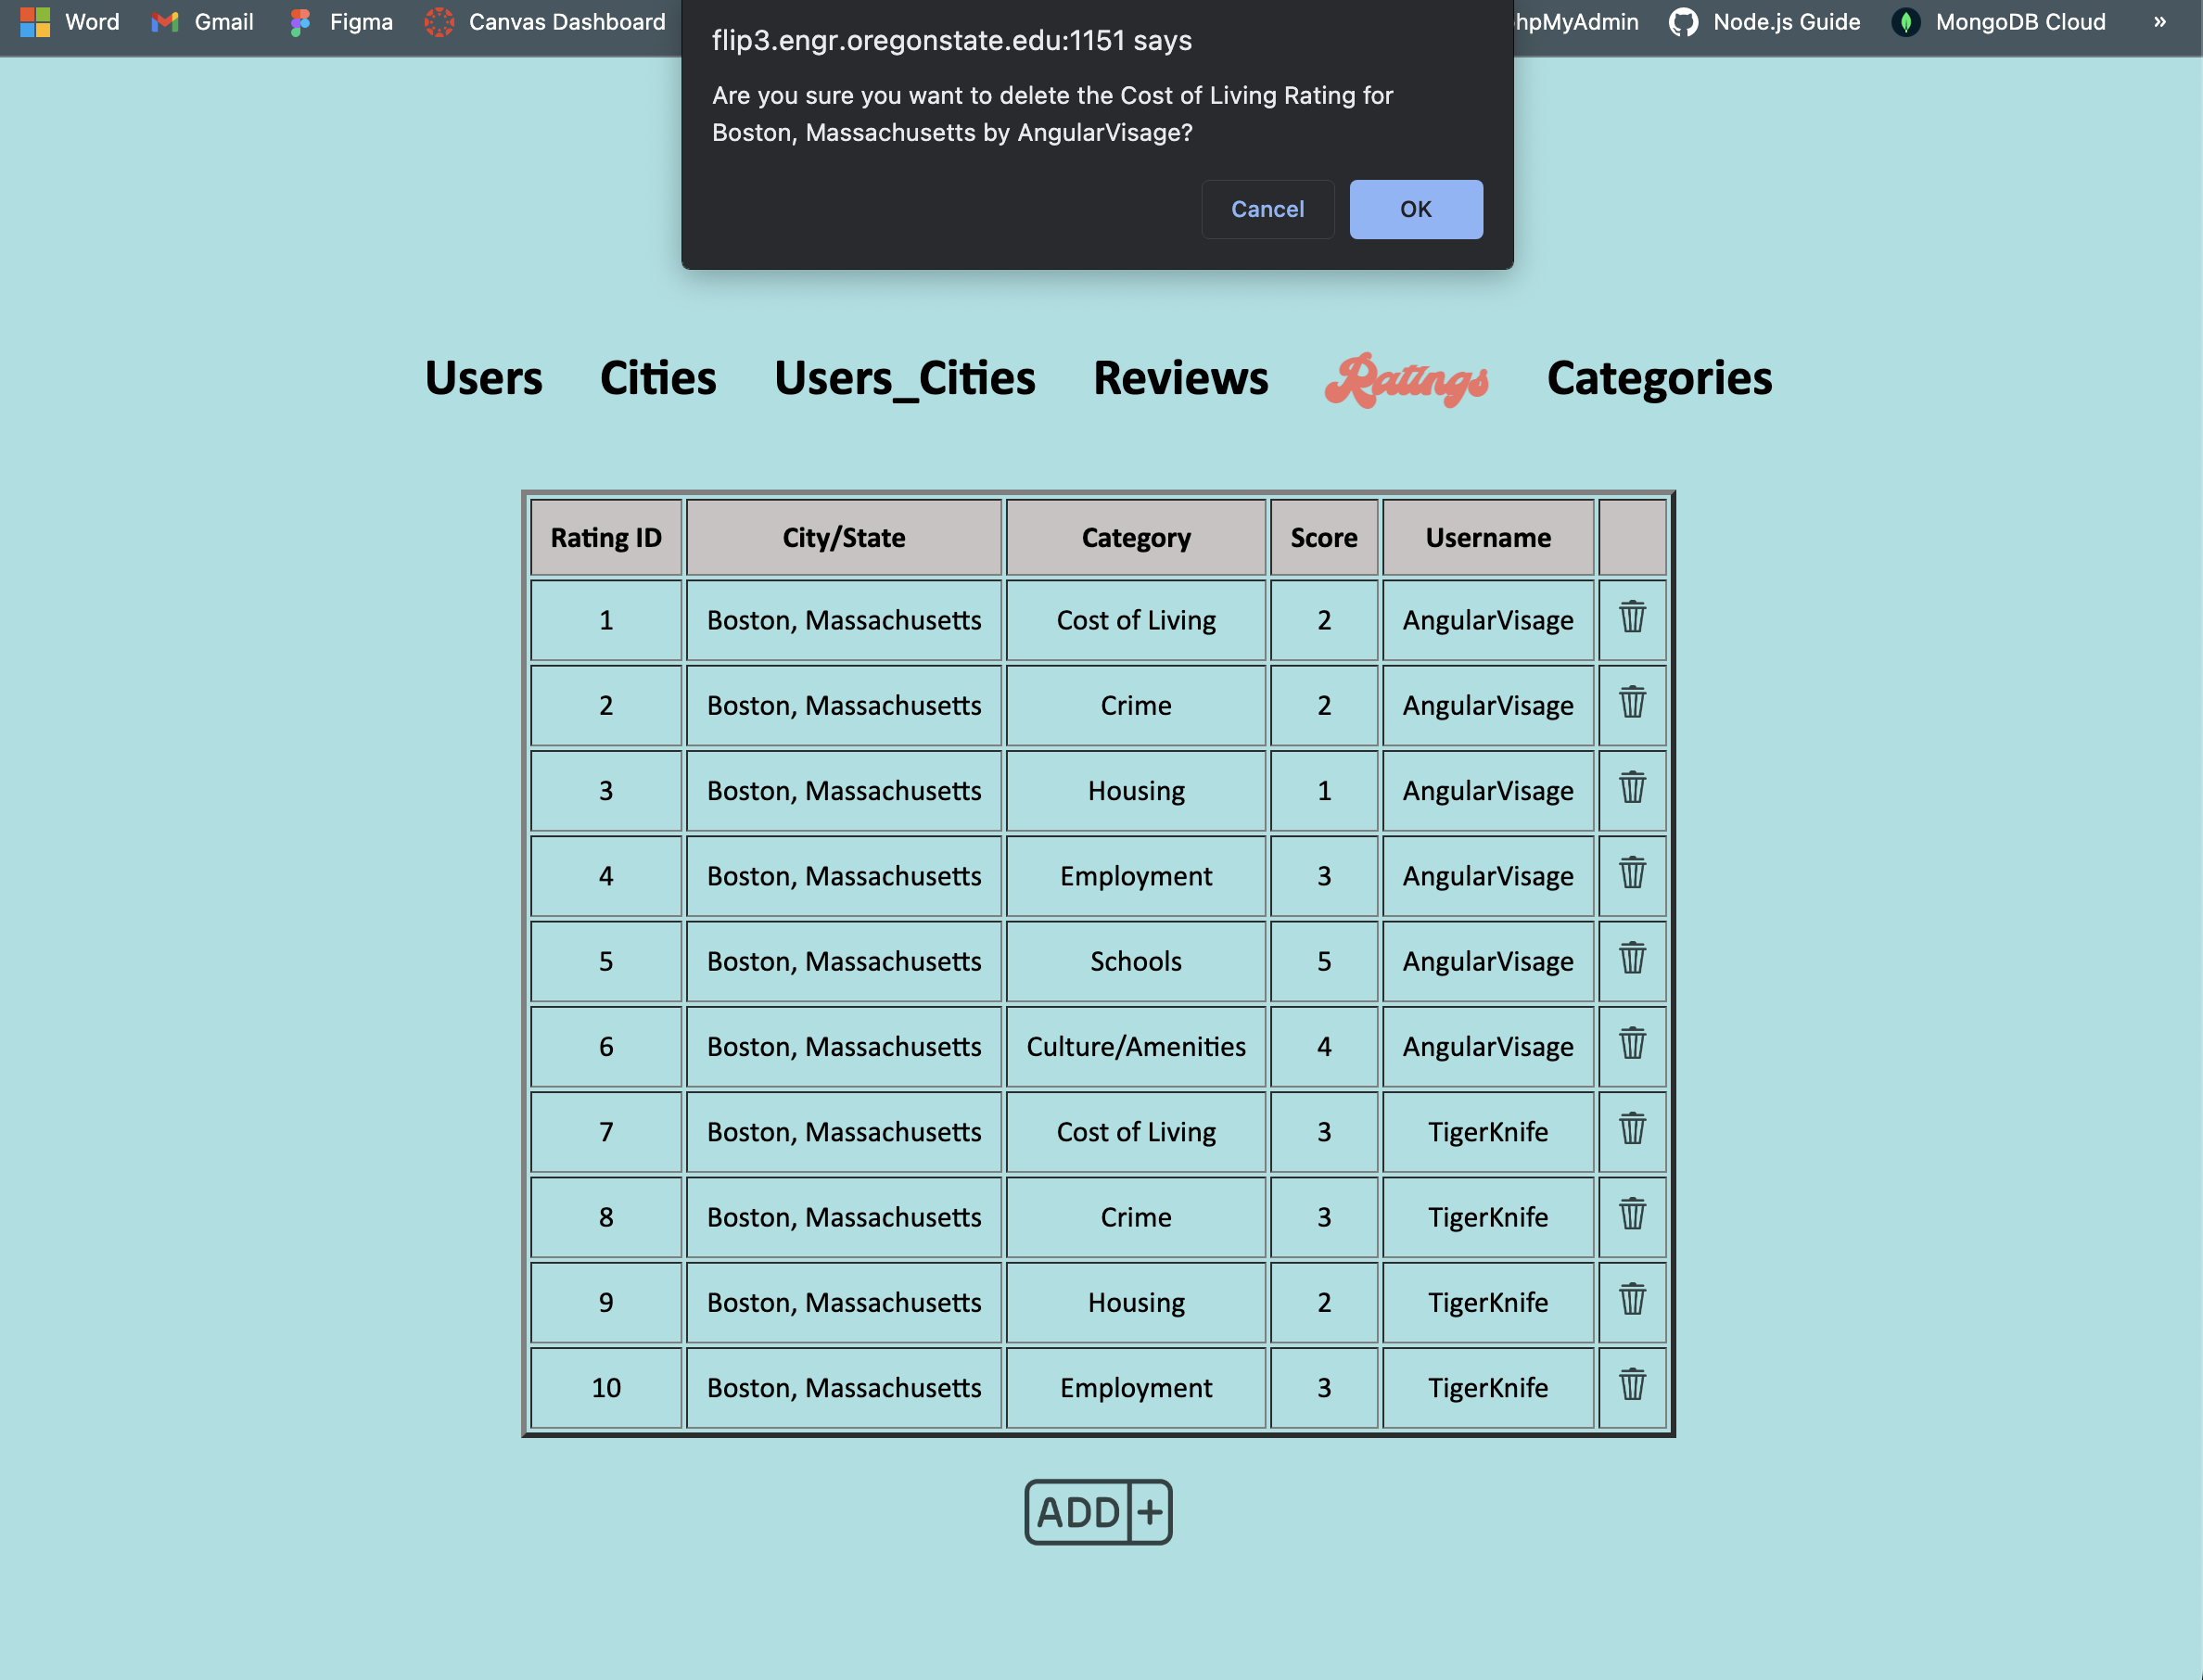 Word Gmail Figma Canvas Dashboard hpMyAdmin Node.js Guide MongoDB Cloud »
flip3.engr.oregonstate.edu:1151 says
Are you sure you want to delete the Cost of Living Rating for
Boston, Massachusetts by AngularVisage?
Cancel OK
Users Cities Users_Cities Reviews Ratings Categories
Rating ID City/State Category Score Username
1 Boston, Massachusetts Cost of Living 2 AngularVisage
2 Boston, Massachusetts Crime 2 AngularVisage
3 Boston, Massachusetts Housing 1 AngularVisage
4 Boston, Massachusetts Employment 3 AngularVisage
5 Boston, Massachusetts Schools 5 AngularVisage
6 Boston, Massachusetts Culture/Amenities 4 AngularVisage
7 Boston, Massachusetts Cost of Living 3 TigerKnife
8 Boston, Massachusetts Crime 3 TigerKnife
9 Boston, Massachusetts Housing 2 TigerKnife
10 Boston, Massachusetts Employment 3 TigerKnife
ADD +